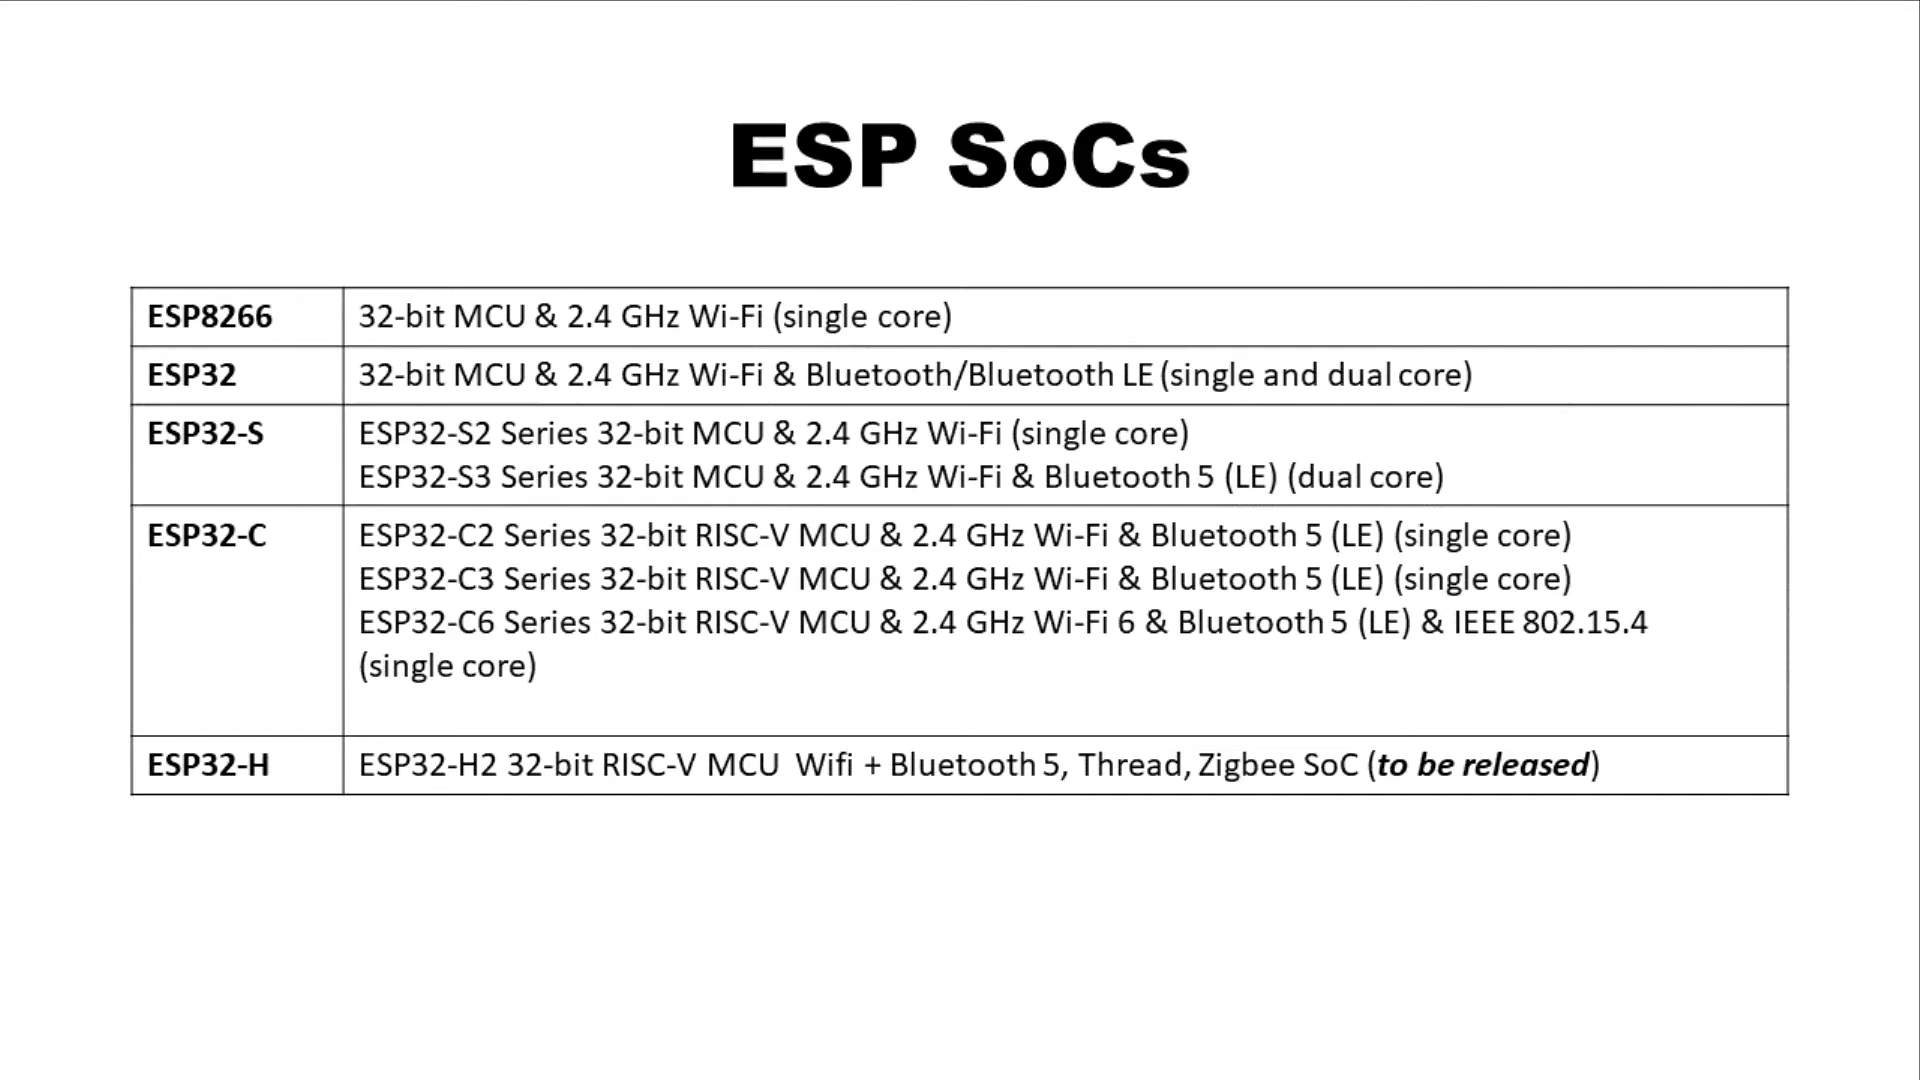 ESP SoCs
ESP8266
32-bit MCU & 2.4 GHz Wi-Fi (single core)
ESP32
32-bit MCU & 2.4 GHz Wi-Fi & Bluetooth/Bluetooth LE (single and dual core)
ESP32-S
ESP32-S2 Series 32-bit MCU & 2.4 GHz Wi-Fi (single core)
ESP32-S3 Series 32-bit MCU & 2.4 GHz Wi-Fi & Bluetooth 5 (LE) (dual core)
ESP32-C
ESP32-C2 Series 32-bit RISC-V MCU & 2.4 GHz Wi-Fi & Bluetooth 5 (LE) (single core)
ESP32-C3 Series 32-bit RISC-V MCU & 2.4 GHz Wi-Fi & Bluetooth 5 (LE) (single core)
ESP32-C6 Series 32-bit RISC-V MCU & 2.4 GHz Wi-Fi 6 & Bluetooth 5 (LE) & IEEE 802.15.4
(single core)
ESP32-H
ESP32-H2 32-bit RISC-V MCU  Wifi + Bluetooth 5, Thread, Zigbee SoC (to be released)